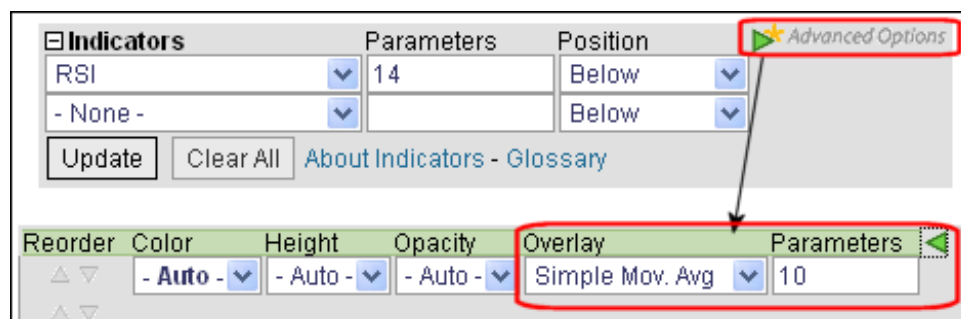 Indicators Parameters Position Advanced Options
RSI 14 Below
- None - Below
Update Clear All About Indicators - Glossary
Reorder Color Height Opacity Overlay Parameters
- Auto - - Auto - - Auto - Simple Mov. Avg 10